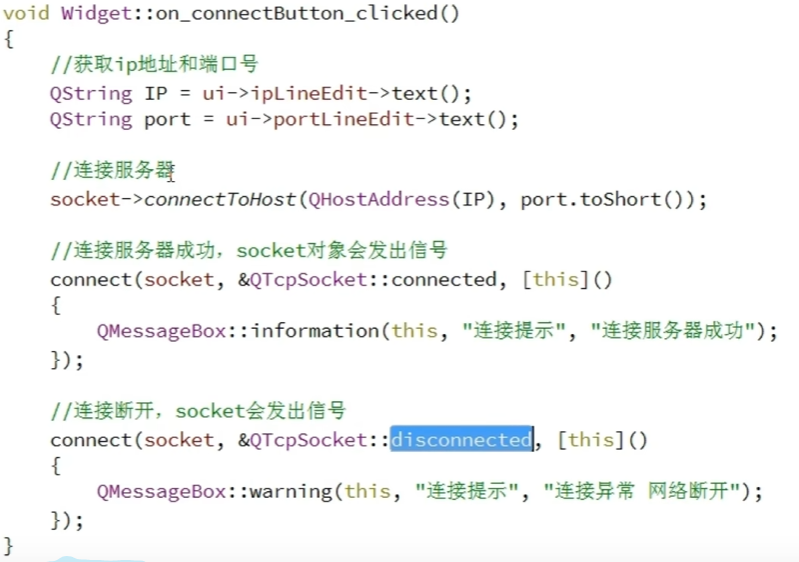 void Widget::on_connectButton_clicked()
{
//获取ip地址和端口号
QString IP = ui->ipLineEdit->text();
QString port = ui->portLineEdit->text();
//连接服务器
socket->connectToHost(QHostAddress(IP), port.toShort());
//连接服务器成功，socket对象会发出信号
connect(socket, &QTcpSocket::connected, [this]()
{
QMessageBox::information(this, "连接提示", "连接服务器成功");
});
//连接断开，socket会发出信号
connect(socket, &QTcpSocket::disconnected, [this]()
{
QMessageBox::warning(this, "连接提示", "连接异常 网络断开");
});
}